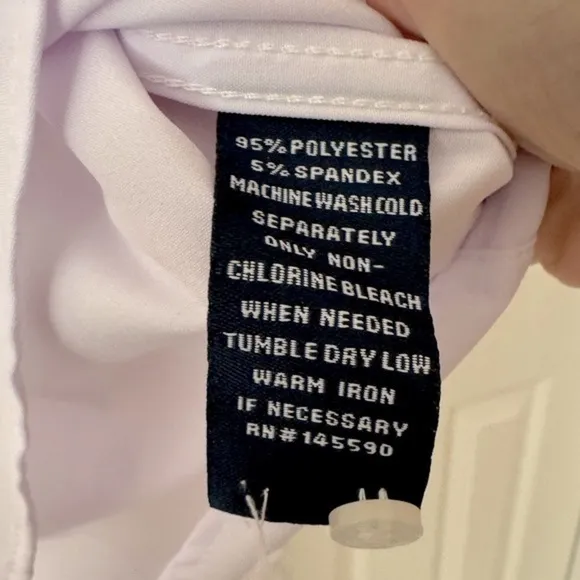 95% POLYESTER
5% SPANDEX
MACHINE WASH COLD
SEPARATELY
ONLY NON-
CHLORINE BLEACH
WHEN NEEDED
TUMBLE DRY LOW
WARM IRON
IF NECESSARY
RN#145590